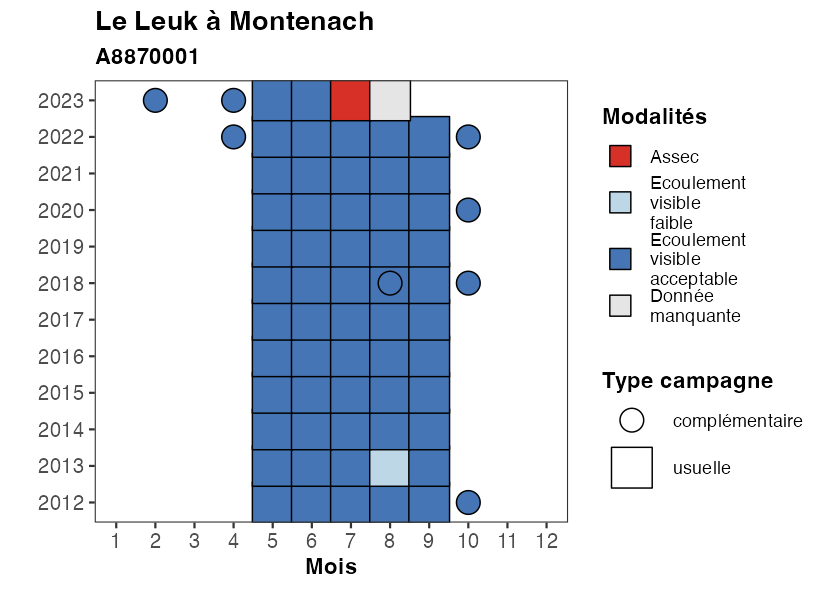 Le Leuk à Montenach
A8870001
2023
2022
2021
2020
2019
2018
2017
2016
2015
2014
2013
2012
1 2 3 4 5 6 7 8 9 10 11 12
Mois
Modalités
Assec
Ecoulement
visible
faible
Ecoulement
visible
acceptable
Donnée
manquante
Type campagne
complémentaire
usuelle